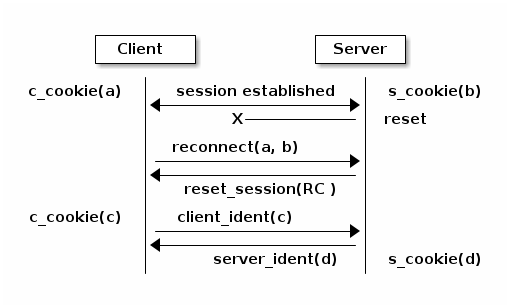 Client Server
c_cookie(a) session established s_cookie(b)
X reset
reconnect(a, b)
reset_session(RC )
c_cookie(c) client_ident(c)
server_ident(d) s_cookie(d)